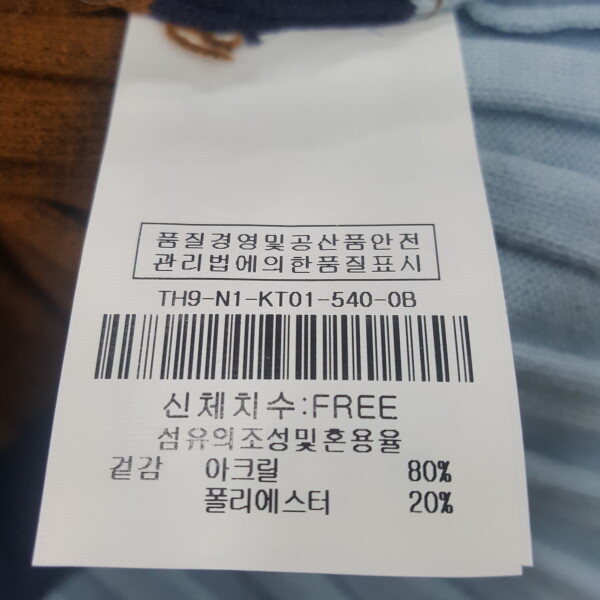 품질경영및공산품안전
관리법에의한품질표시
TH9-N1-KT01-540-0B
신체치수:FREE
섬유의조성및혼용율
겉감 아크릴 80%
폴리에스터 20%